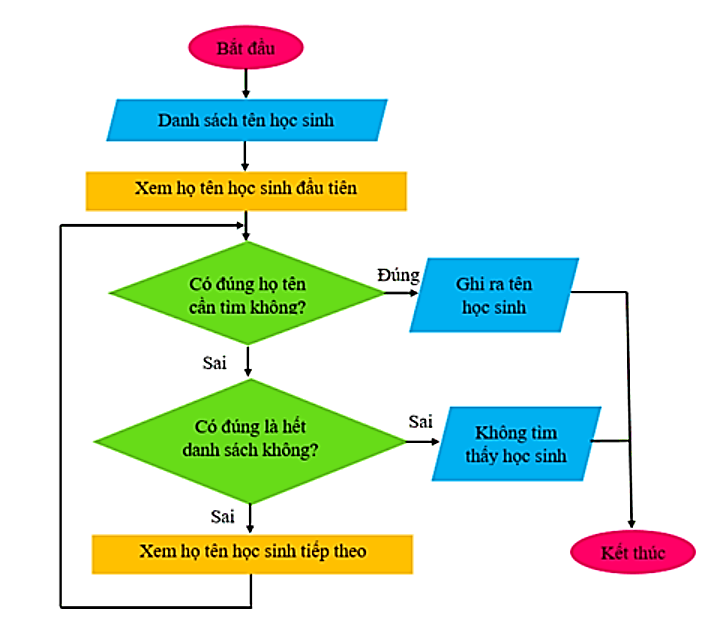 Bắt đầu
Danh sách tên học sinh
Xem họ tên học sinh đầu tiên
Có đúng họ tên
cần tìm không?
Đúng
Ghi ra tên
học sinh
Sai
Có đúng là hết
danh sách không?
Sai
Không tìm
thấy học sinh
Sai
Xem họ tên học sinh tiếp theo
Kết thúc